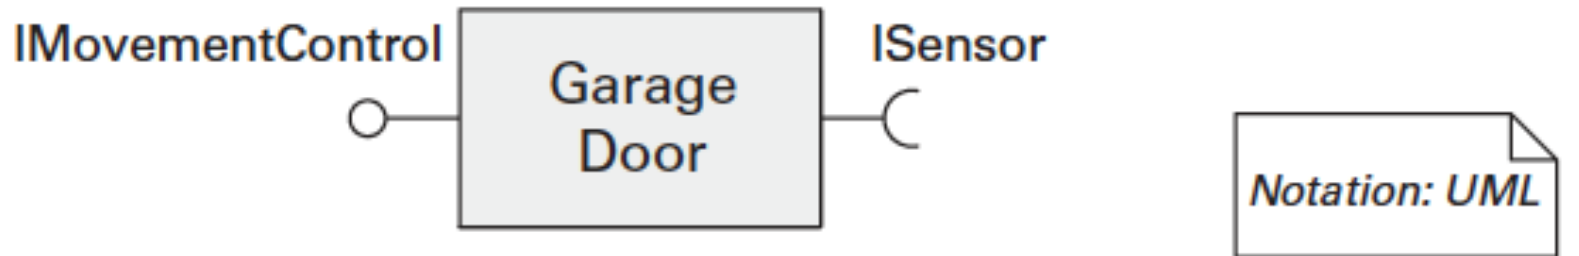 IMovementControl
ISensor
Garage
Door
Notation: UML